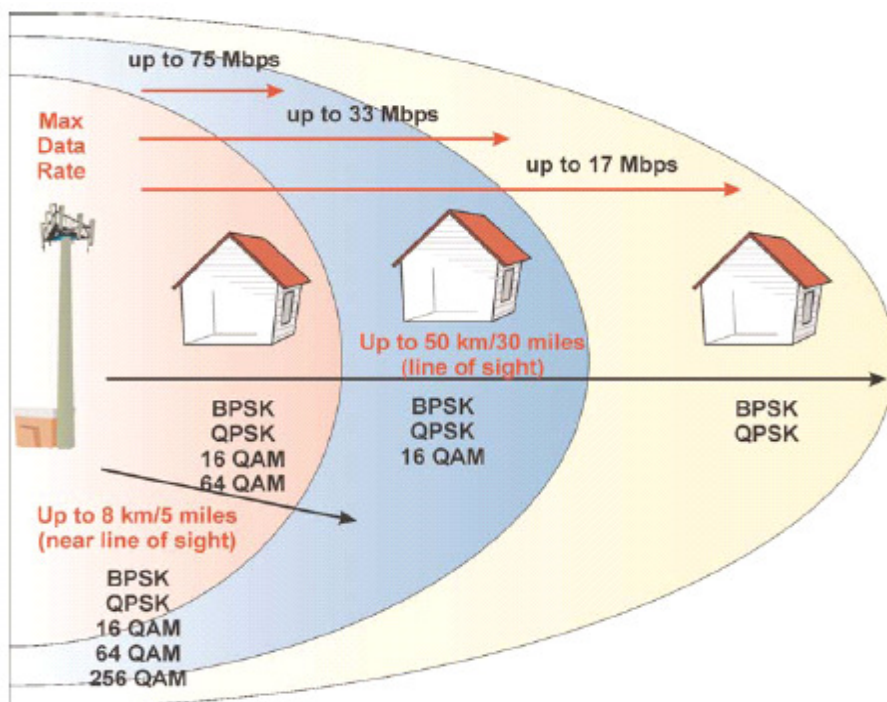 up to 75 Mbps
up to 33 Mbps
Max
Data
Rate
up to 17 Mbps
Up to 50 km/30 miles
(line of sight)
BPSK
QPSK
16 QAM
64 QAM
BPSK
QPSK
16 QAM
BPSK
QPSK
Up to 8 km/5 miles
(near line of sight)
BPSK
QPSK
16 QAM
64 QAM
256 QAM